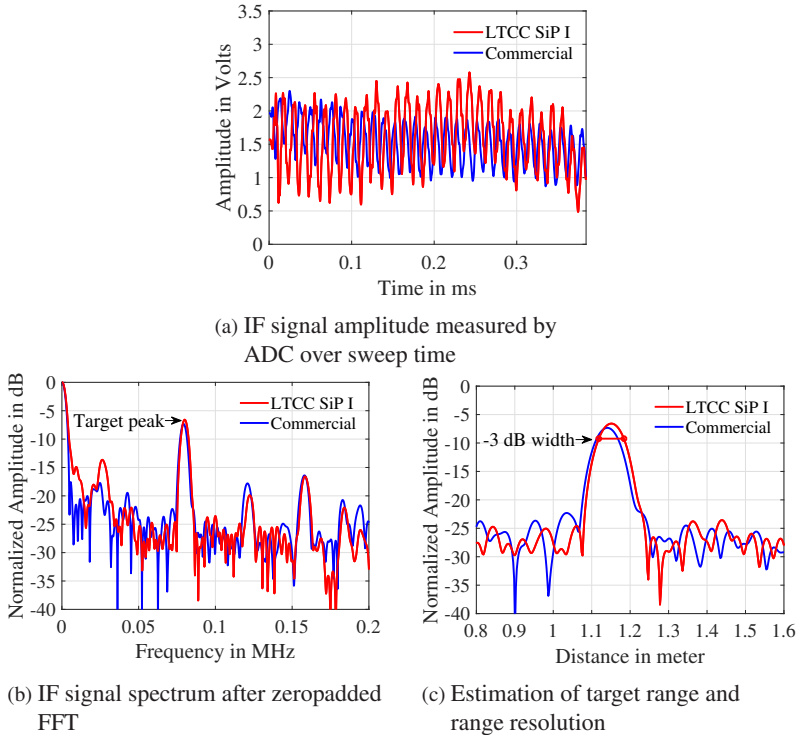 LTCC SiP I
Commercial
3.5
3
2.5
2
1.5
1
0.5
0
Amplitude in Volts
0
0.1
0.2
0.3
Time in ms
(a) IF signal amplitude measured by
ADC over sweep time
LTCC SiP I
Commercial
Target peak
0
-5
-10
-15
-20
-25
-30
-35
-40
Normalized Amplitude in dB
0
0.05
0.1
0.15
0.2
Frequency in MHz
(b) IF signal spectrum after zeropadded
FFT
LTCC SiP I
Commercial
-3 dB width
0
-5
-10
-15
-20
-25
-30
-35
-40
Normalized Amplitude in dB
0.8
0.9
1
1.1
1.2
1.3
1.4
1.5
1.6
Distance in meter
(c) Estimation of target range and
range resolution